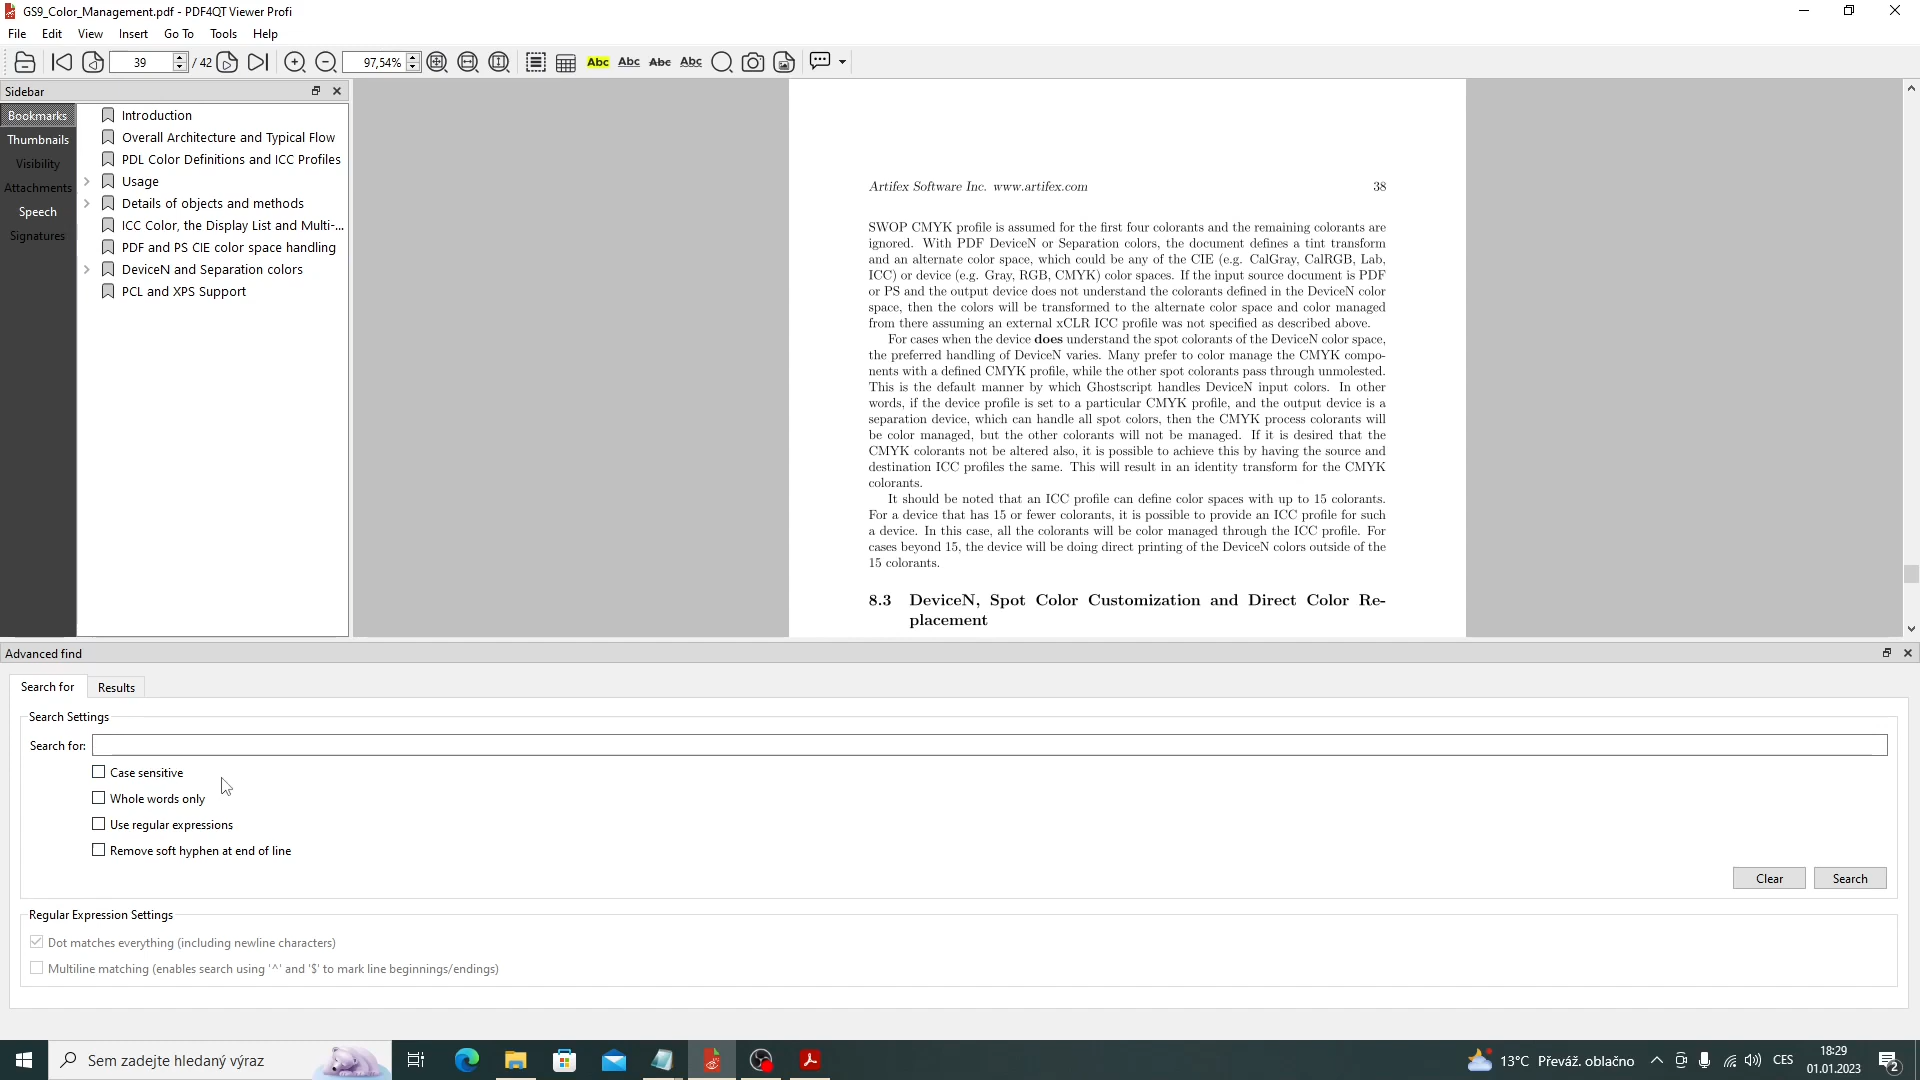 GS9_Color_Management.pdf - PDF4QT Viewer Profi
File Edit View Insert Go To Tools Help
39 / 42 97,54% Abc Abc Abc Abc
Sidebar
Bookmarks
Thumbnails
Visibility
Attachments
Speech
Signatures
Introduction
Overall Architecture and Typical Flow
PDL Color Definitions and ICC Profiles
Usage
Details of objects and methods
ICC Color, the Display List and Multi-...
PDF and PS CIE color space handling
DeviceN and Separation colors
PCL and XPS Support
Artifex Software Inc. www.artifex.com 38
SWOP CMYK profile is assumed for the first four colorants and the remaining colorants are
ignored. With PDF DeviceN or Separation colors, the document defines a tint transform
and an alternate color space, which could be any of the CIE (e.g. CalGray, CalRGB, Lab,
ICC) or device (e.g. Gray, RGB, CMYK) color spaces. If the input source document is PDF
or PS and the output device does not understand the colorants defined in the DeviceN color
space, then the colors will be transformed to the alternate color space and color managed
from there assuming an external xCLR ICC profile was not specified as described above.
For cases when the device does understand the spot colorants of the DeviceN color space,
the preferred handling of DeviceN varies. Many prefer to color manage the CMYK compo-
nents with a defined CMYK profile, while the other spot colorants pass through unmolested.
This is the default manner by which Ghostscript handles DeviceN input colors. In other
words, if the device profile is set to a particular CMYK profile, and the output device is a
separation device, which can handle all spot colors, then the CMYK process colorants will
be color managed, but the other colorants will not be managed. If it is desired that the
CMYK colorants not be altered also, it is possible to achieve this by having the source and
destination ICC profiles the same. This will result in an identity transform for the CMYK
colorants.
It should be noted that an ICC profile can define color spaces with up to 15 colorants.
For a device that has 15 or fewer colorants, it is possible to provide an ICC profile for such
a device. In this case, all the colorants will be color managed through the ICC profile. For
cases beyond 15, the device will be doing direct printing of the DeviceN colors outside of the
15 colorants.
8.3 DeviceN, Spot Color Customization and Direct Color Re-
placement
Advanced find
Search for Results
Search Settings
Search for:
Case sensitive
Whole words only
Use regular expressions
Remove soft hyphen at end of line
Clear Search
Regular Expression Settings
Dot matches everything (including newline characters)
Multiline matching (enables search using '^' and '$' to mark line beginnings/endings)
Sem zadejte hledaný výraz
13°C Převáž. oblačno CES
18:29
01.01.2023
2